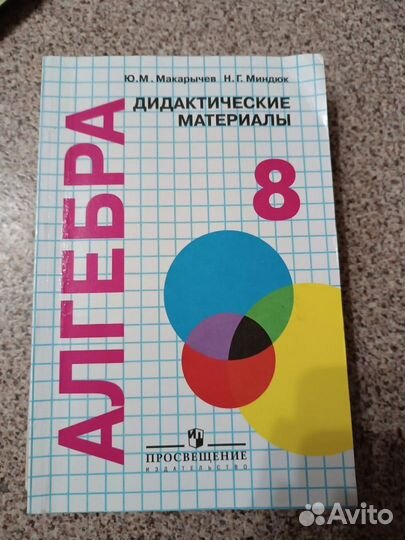 Ю.М. Макарычев Н.Г. Миндюк
ДИДАКТИЧЕСКИЕ
МАТЕРИАЛЫ
8
АЛГЕБРА
ПРОСВЕЩЕНИЕ
ИЗДАТЕЛЬСТВО
Avito